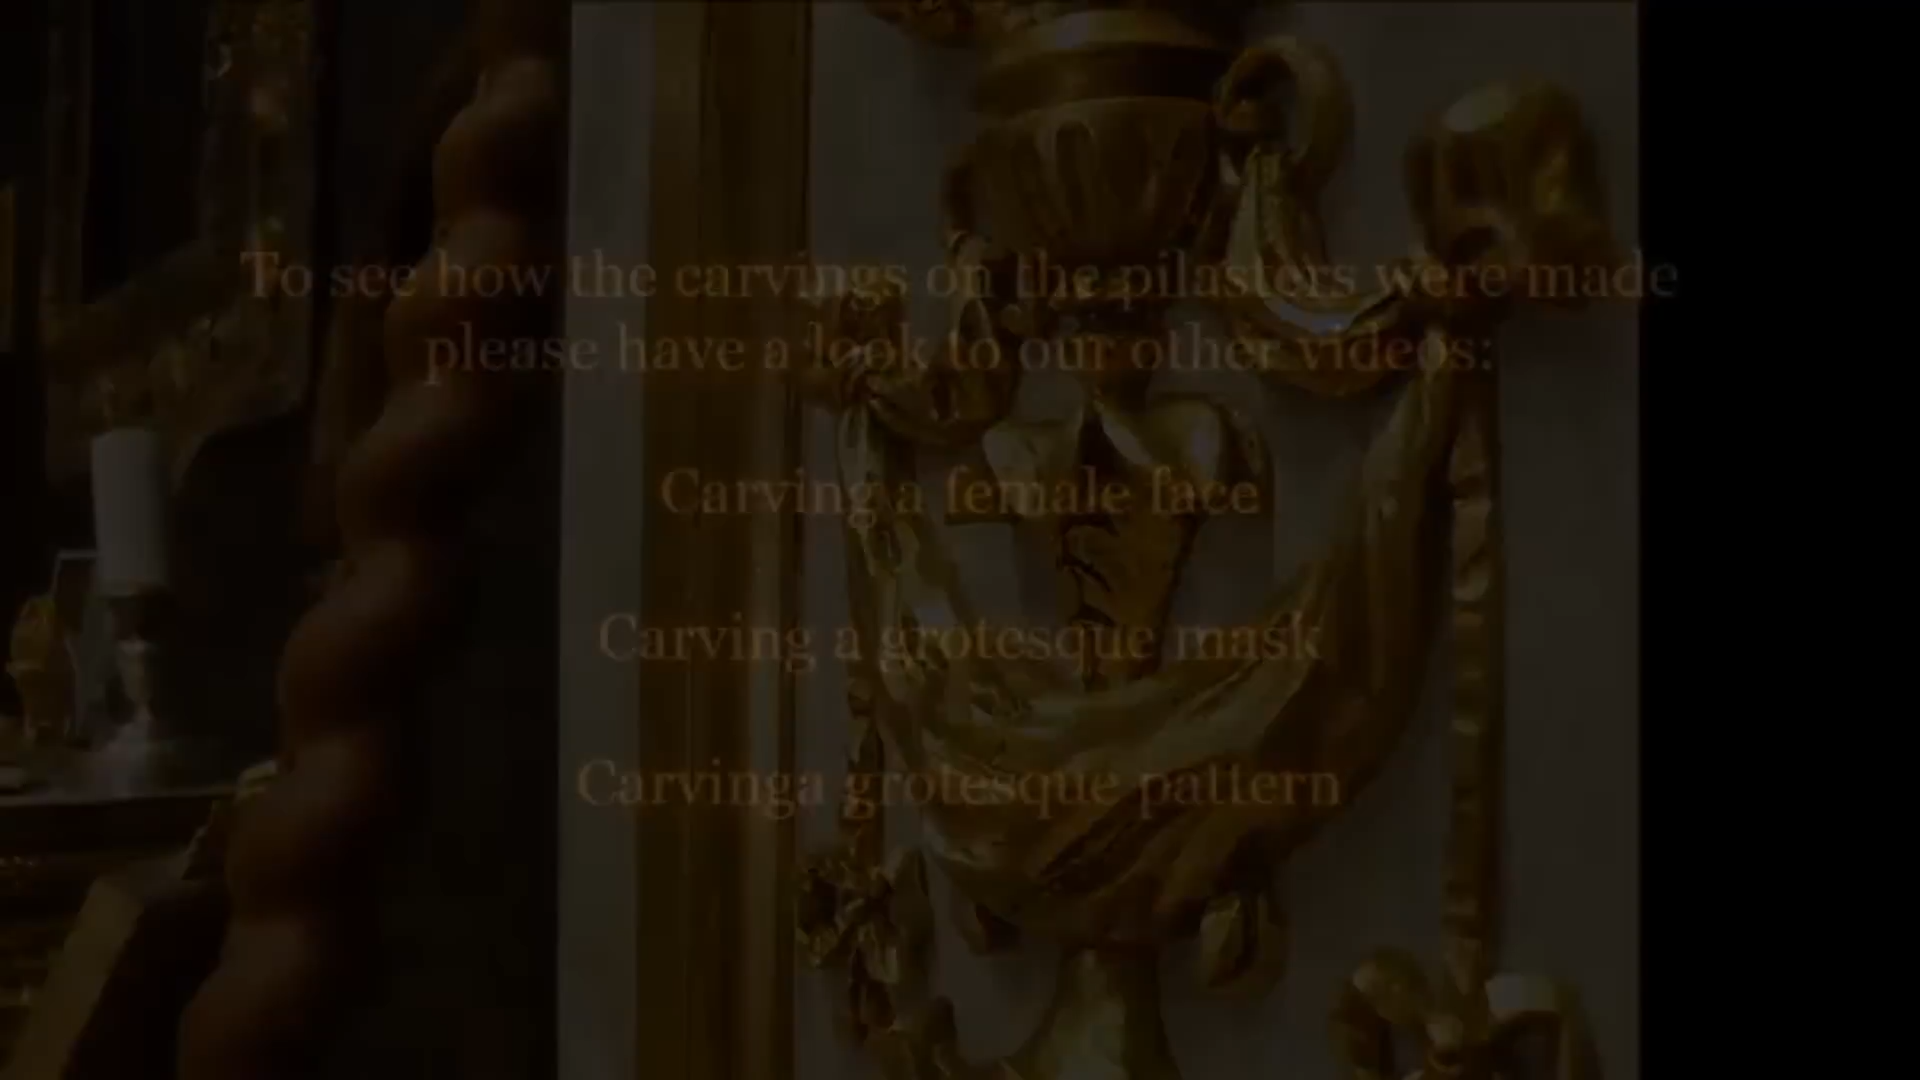 To see how the carvings on the pilasters were made
please have a look to our other videos:
Carving a female face
Carving a grotesque mask
Carvinga grotesque pattern